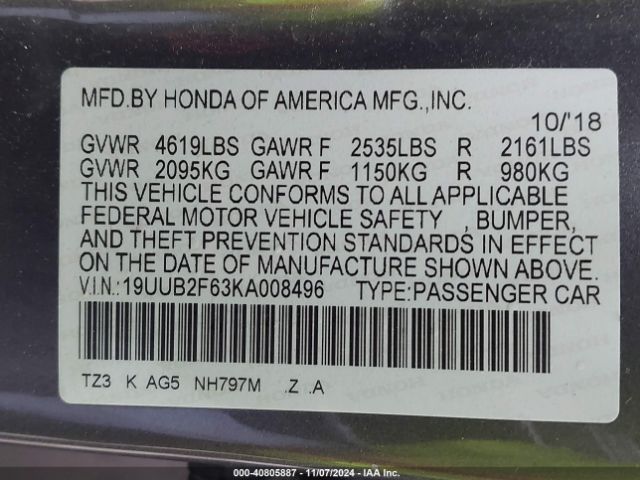 MFD.BY HONDA OF AMERICA MFG.,INC.
10/'18
GVWR 4619LBS GAWR F 2535LBS R 2161LBS
GVWR 2095KG GAWR F 1150KG R 980KG
THIS VEHICLE CONFORMS TO ALL APPLICABLE
FEDERAL MOTOR VEHICLE SAFETY , BUMPER,
AND THEFT PREVENTION STANDARDS IN EFFECT
ON THE DATE OF MANUFACTURE SHOWN ABOVE.
V.I.N.:19UUB2F63KA008496 TYPE:PASSENGER CAR
TZ3 K AG5 NH797M .Z .A
000-40805887 - 11/07/2024 - IAAI.com